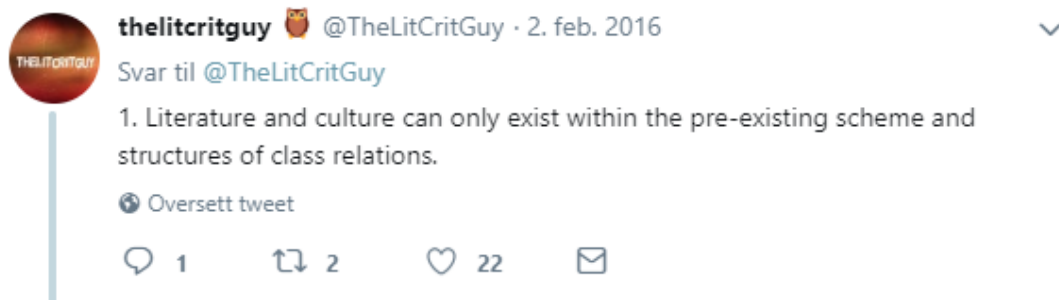 THELITCRITGUY
thelitcritguy 🦉 @TheLitCritGuy · 2. feb. 2016
Svar til @TheLitCritGuy
1. Literature and culture can only exist within the pre-existing scheme and
structures of class relations.
Oversett tweet
1 2 22